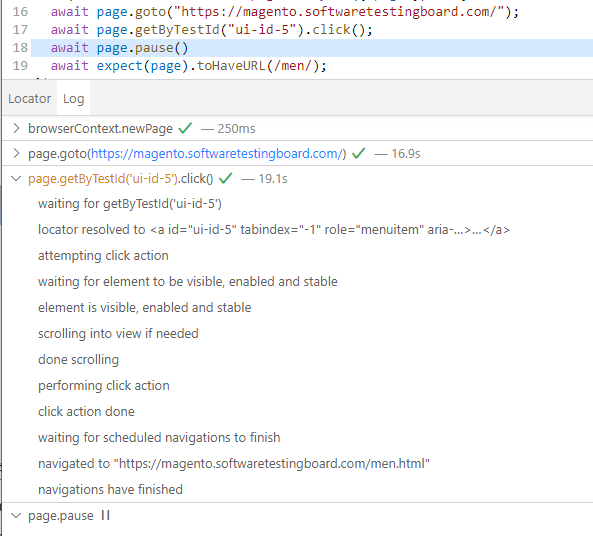 16 await page.goto("https://magento.softwaretestingboard.com/");
17 await page.getByTestId("ui-id-5").click();
18 await page.pause()
19 await expect(page).toHaveURL(/men/);
Locator Log
browserContext.newPage — 250ms
page.goto(https://magento.softwaretestingboard.com/) — 16.9s
page.getByTestId('ui-id-5').click() — 19.1s
waiting for getByTestId('ui-id-5')
locator resolved to <a id="ui-id-5" tabindex="-1" role="menuitem" aria-...>...</a>
attempting click action
waiting for element to be visible, enabled and stable
element is visible, enabled and stable
scrolling into view if needed
done scrolling
performing click action
click action done
waiting for scheduled navigations to finish
navigated to "https://magento.softwaretestingboard.com/men.html"
navigations have finished
page.pause